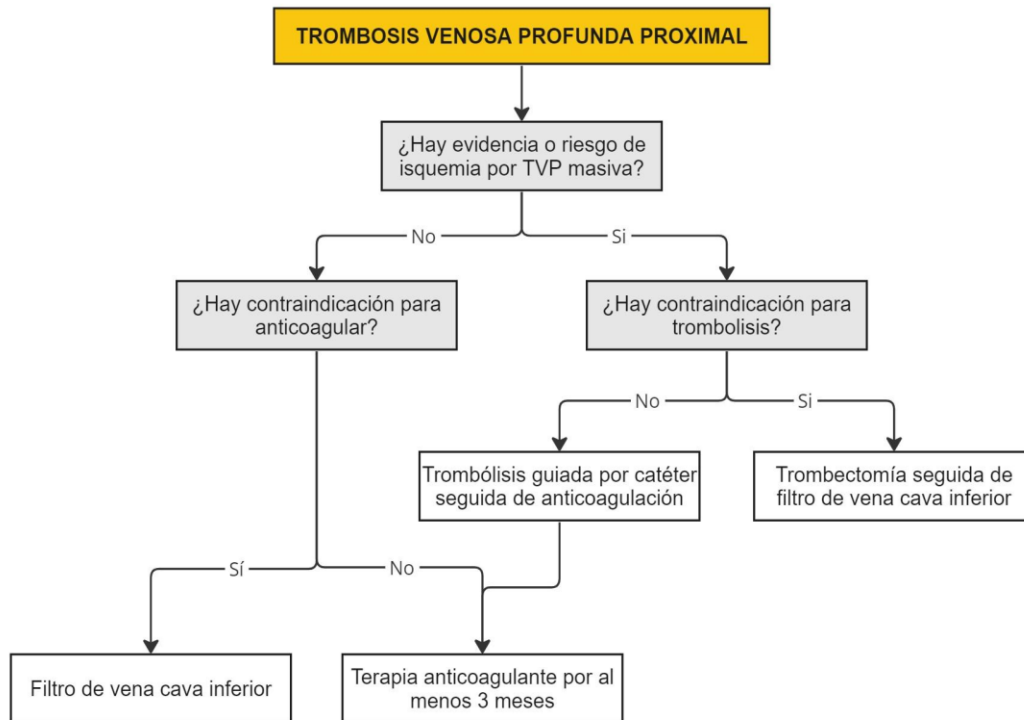 TROMBOSIS VENOSA PROFUNDA PROXIMAL
¿Hay evidencia o riesgo de
isquemia por TVP masiva?
No
Si
¿Hay contraindicación para
anticoagular?
¿Hay contraindicación para
trombolisis?
No
Si
Trombólisis guiada por catéter
seguida de anticoagulación
Trombectomía seguida de
filtro de vena cava inferior
Sí
No
Filtro de vena cava inferior
Terapia anticoagulante por al
menos 3 meses